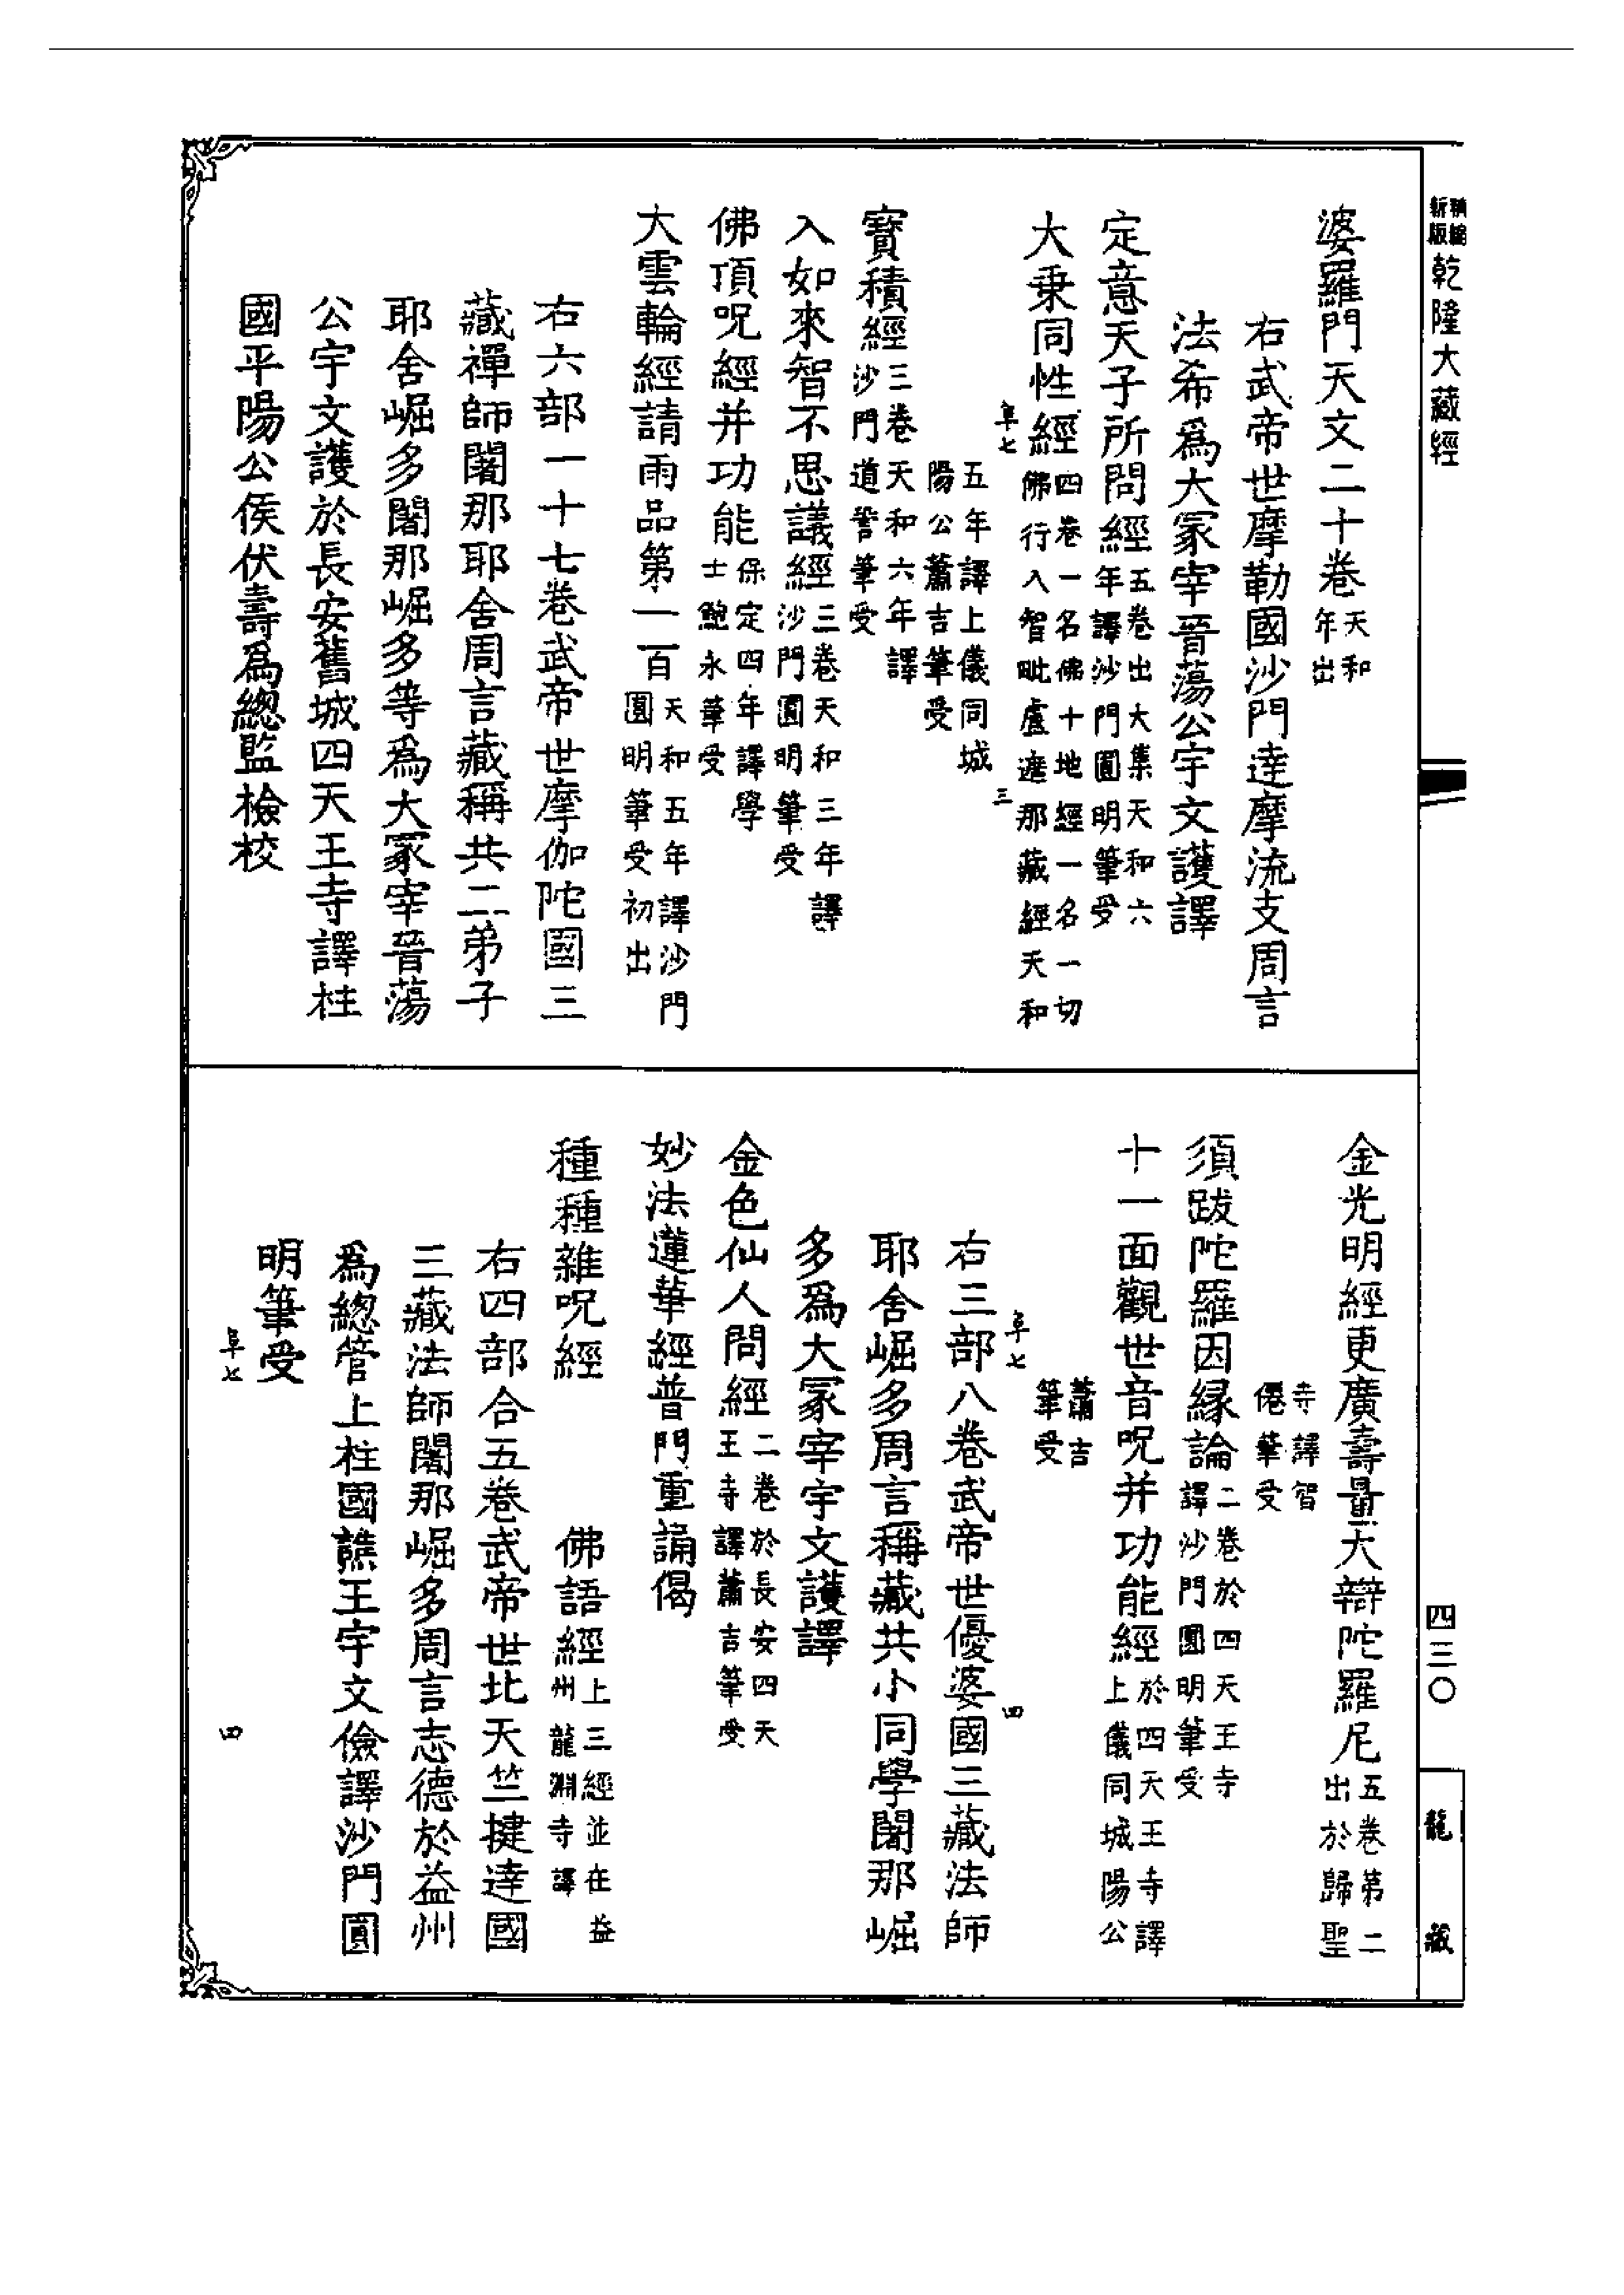 新版精縮乾隆大藏經
婆羅門天文二十卷天和年出
右武帝世摩勒國沙門達摩流支周言
法希為大冢宰晉蕩公宇文護譯
定意天子所問經五卷出大集天和六年譯沙門圓明筆受
大乗同性經四卷一名佛十地經一名一切佛行入智毗盧遮那藏經天和
阜七
三
五年譯上儀同城陽公蕭吉筆受
寳積經三卷天和六年譯沙門道詧筆受
入如來智不思議經三卷天和三年譯沙門圓明筆受
佛頂呪經并功能保定四年譯學士鮑永筆受
大雲輪經請雨品第一百天和五年譯沙門圓明筆受初出
右六部一十七卷武帝世摩伽陀國三
藏禪師闍那耶舍周言藏稱共二弟子
耶舍崛多闍那崛多等為大冢宰晉蕩
公宇文護於長安舊城四天王寺譯柱
國平陽公侯伏壽為總監檢校
金光明經更廣壽量大辯陀羅尼五卷第二出於歸聖
寺譯智僊筆受
須跋陀羅因緣論二卷於四天王寺譯沙門圓明筆受
十一面觀世音呪并功能經於四天王寺譯上儀同城陽公
蕭吉筆受
阜七
四
右三部八卷武帝世優婆國三藏法師
耶舍崛多周言稱藏共小同學闍那崛
多為大冢宰宇文護譯
金色仙人問經二卷於長安四天王寺譯蕭吉筆受
妙法蓮華經普門重誦偈
種種雜呪經 佛語經上三經並在益州龍淵寺譯
右四部合五卷武帝世北天竺揵達國
三藏法師闍那崛多周言志德於益州
為總管上柱國譙王宇文儉譯沙門圓
明筆受
阜七
四
四三〇
龍藏